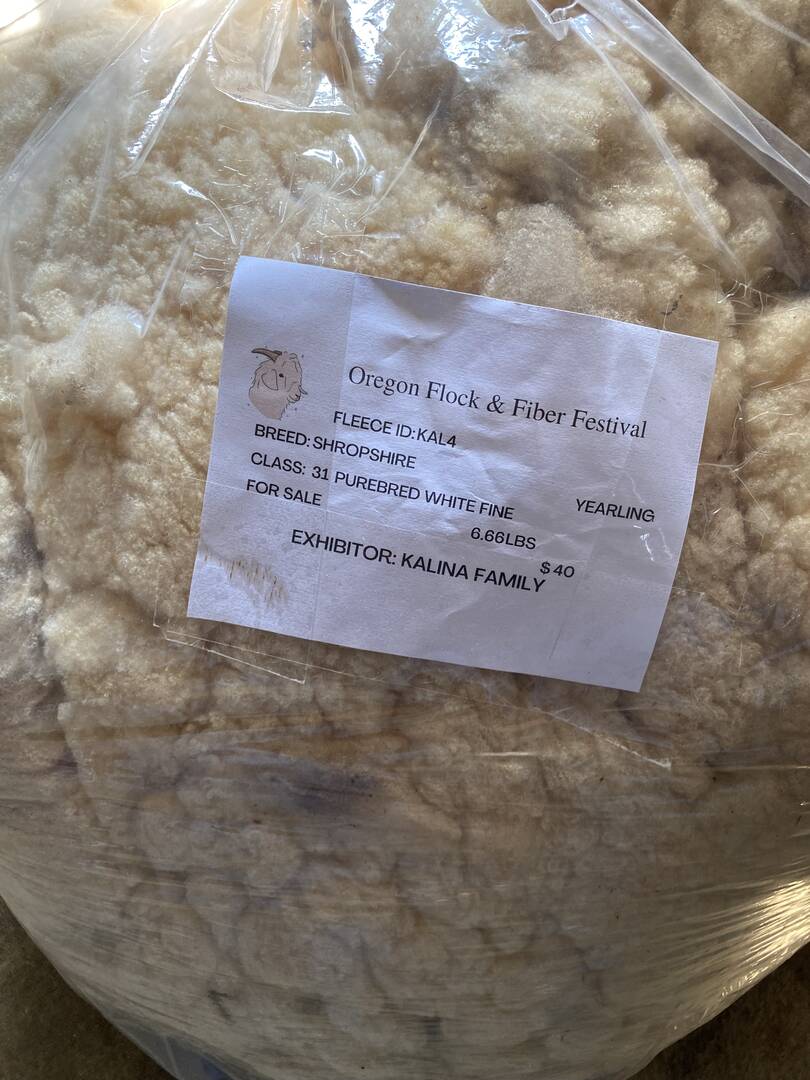 Oregon Flock & Fiber Festival
FLEECE ID:KAL4
BREED:SHROPSHIRE
CLASS: 31 PUREBRED WHITE FINE YEARLING
FOR SALE 6.66LBS $40
EXHIBITOR: KALINA FAMILY